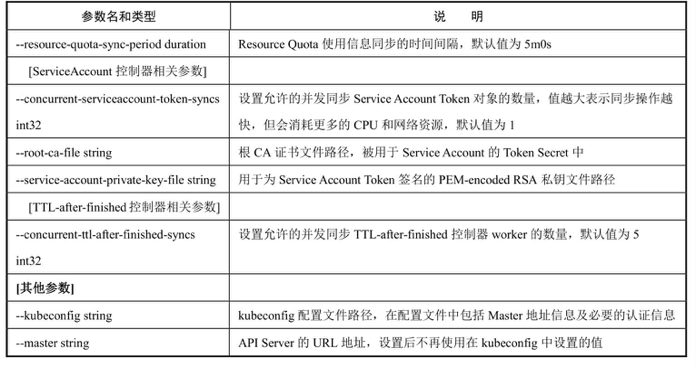 参数名和类型 说 明
--resource-quota-sync-period duration Resource Quota 使用信息同步的时间间隔，默认值为 5m0s
[ServiceAccount 控制器相关参数]
--concurrent-serviceaccount-token-syncs 设置允许的并发同步 Service Account Token 对象的数量，值越大表示同步操作越
int32 快，但会消耗更多的 CPU 和网络资源，默认值为 1
--root-ca-file string 根 CA 证书文件路径，被用于 Service Account 的 Token Secret 中
--service-account-private-key-file string 用于为 Service Account Token 签名的 PEM-encoded RSA 私钥文件路径
[TTL-after-finished 控制器相关参数]
--concurrent-ttl-after-finished-syncs 设置允许的并发同步 TTL-after-finished 控制器 worker 的数量，默认值为 5
int32
[其他参数]
--kubeconfig string kubeconfig 配置文件路径，在配置文件中包括 Master 地址信息及必要的认证信息
--master string API Server 的 URL 地址，设置后不再使用在 kubeconfig 中设置的值